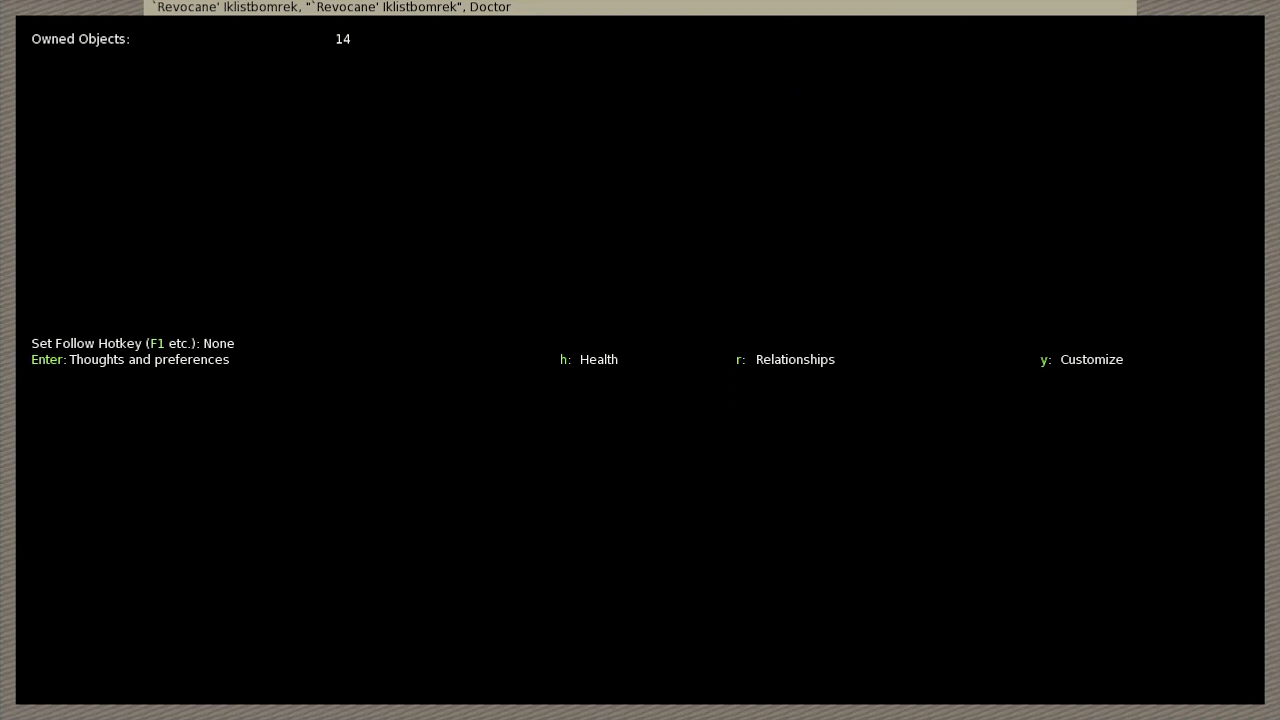 `Revocane' Iklistbomrek, "`Revocane' Iklistbomrek", Doctor
Owned Objects: 14
Set Follow Hotkey (F1 etc.): None
Enter: Thoughts and preferences h: Health r: Relationships y: Customize